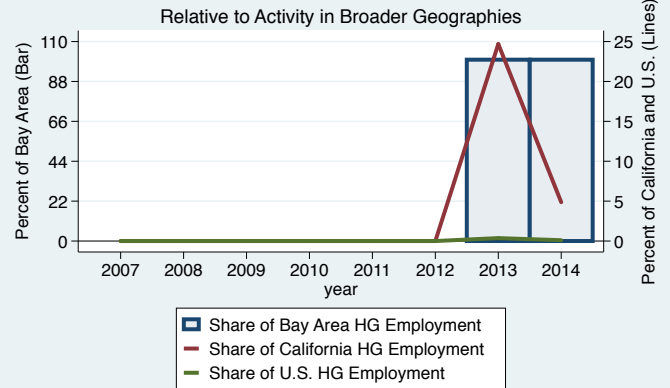 Relative to Activity in Broader Geographies
Percent of Bay Area (Bar)
110
88
66
44
22
0
Percent of California and U.S. (Lines)
25
20
15
10
5
0
2007 2008 2009 2010 2011 2012 2013 2014
year
Share of Bay Area HG Employment
Share of California HG Employment
Share of U.S. HG Employment